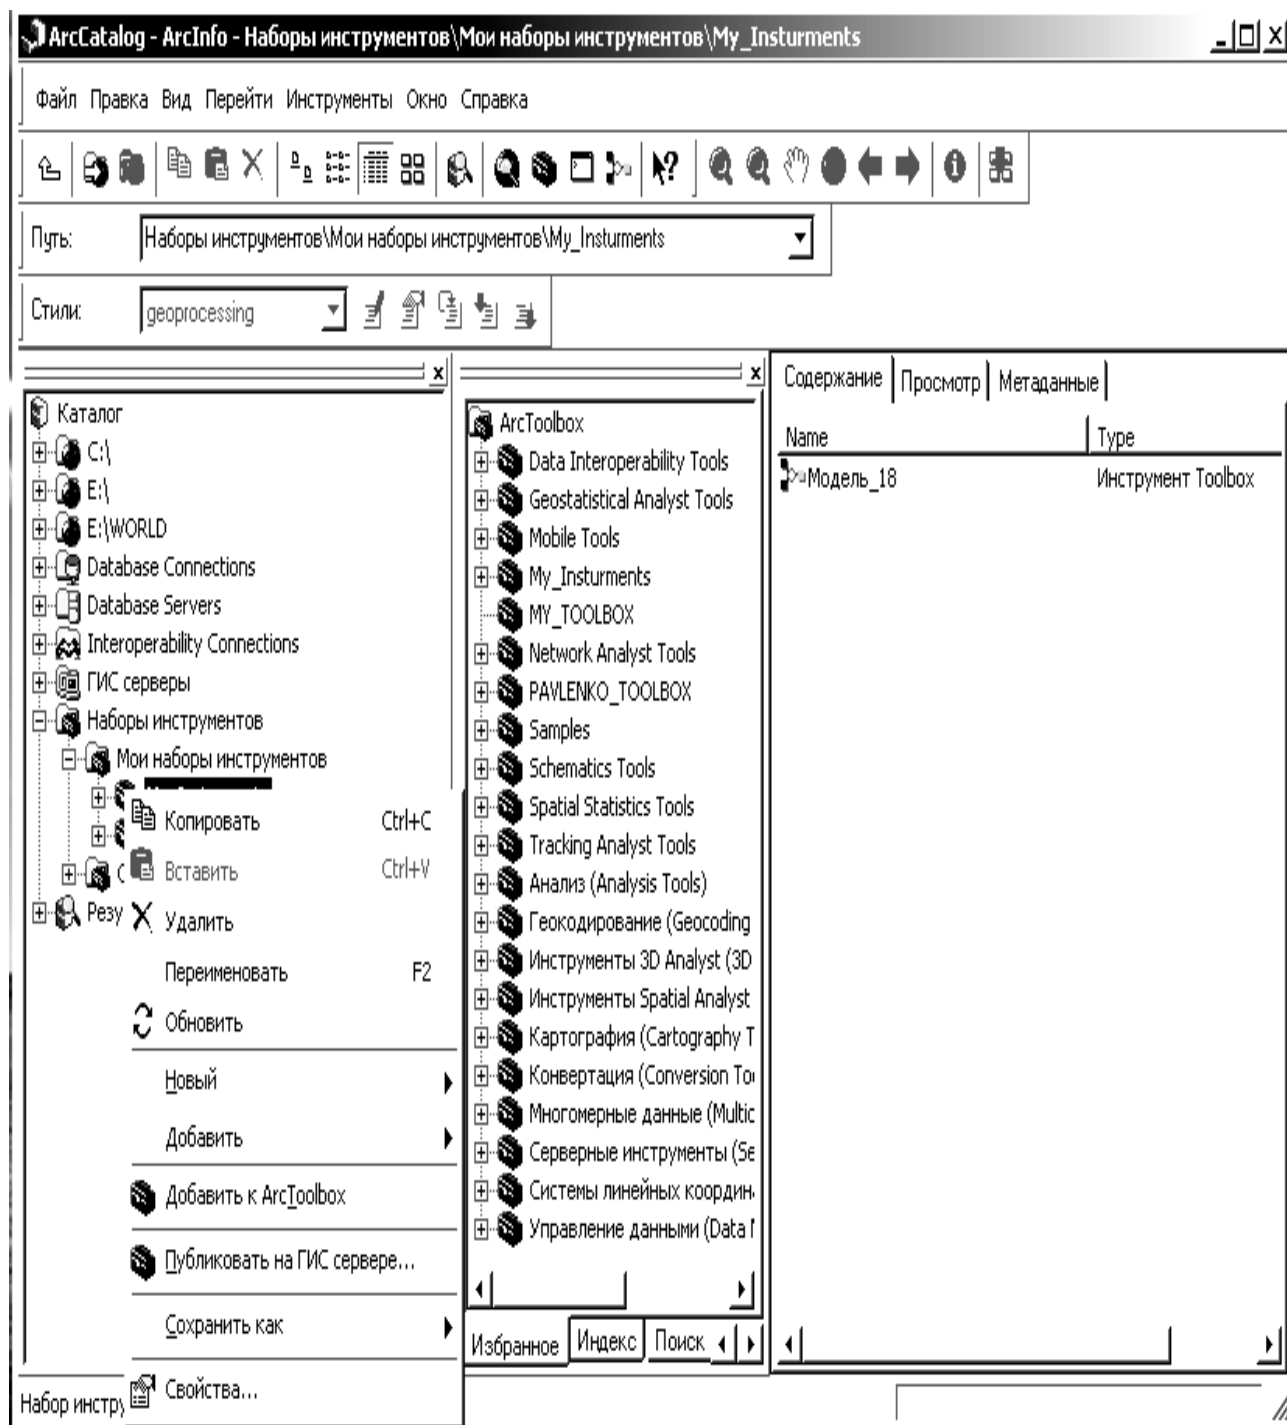 ArcCatalog - ArcInfo - Наборы инструментов\Мои наборы инструментов\My_Insturments
Файл Правка Вид Перейти Инструменты Окно Справка
Путь: Наборы инструментов\Мои наборы инструментов\My_Insturments
Стили: geoprocessing
Каталог
C:\
E:\
E:\WORLD
Database Connections
Database Servers
Interoperability Connections
ГИС серверы
Наборы инструментов
Мои наборы инструментов
Резу
Копировать Ctrl+C
Вставить Ctrl+V
Удалить
Переименовать F2
Обновить
Новый
Добавить
Добавить к ArcToolbox
Публиковать на ГИС сервере...
Сохранить как
Свойства...
Набор инстру
ArcToolbox
Data Interoperability Tools
Geostatistical Analyst Tools
Mobile Tools
My_Insturments
MY_TOOLBOX
Network Analyst Tools
PAVLENKO_TOOLBOX
Samples
Schematics Tools
Spatial Statistics Tools
Tracking Analyst Tools
Анализ (Analysis Tools)
Геокодирование (Geocoding
Инструменты 3D Analyst (3D
Инструменты Spatial Analyst
Картография (Cartography T
Конвертация (Conversion Too
Многомерные данные (Multic
Серверные инструменты (Se
Системы линейных координ
Управление данными (Data
Избранное Индекс Поиск
Содержание Просмотр Метаданные
Name Type
Модель_18 Инструмент Toolbox